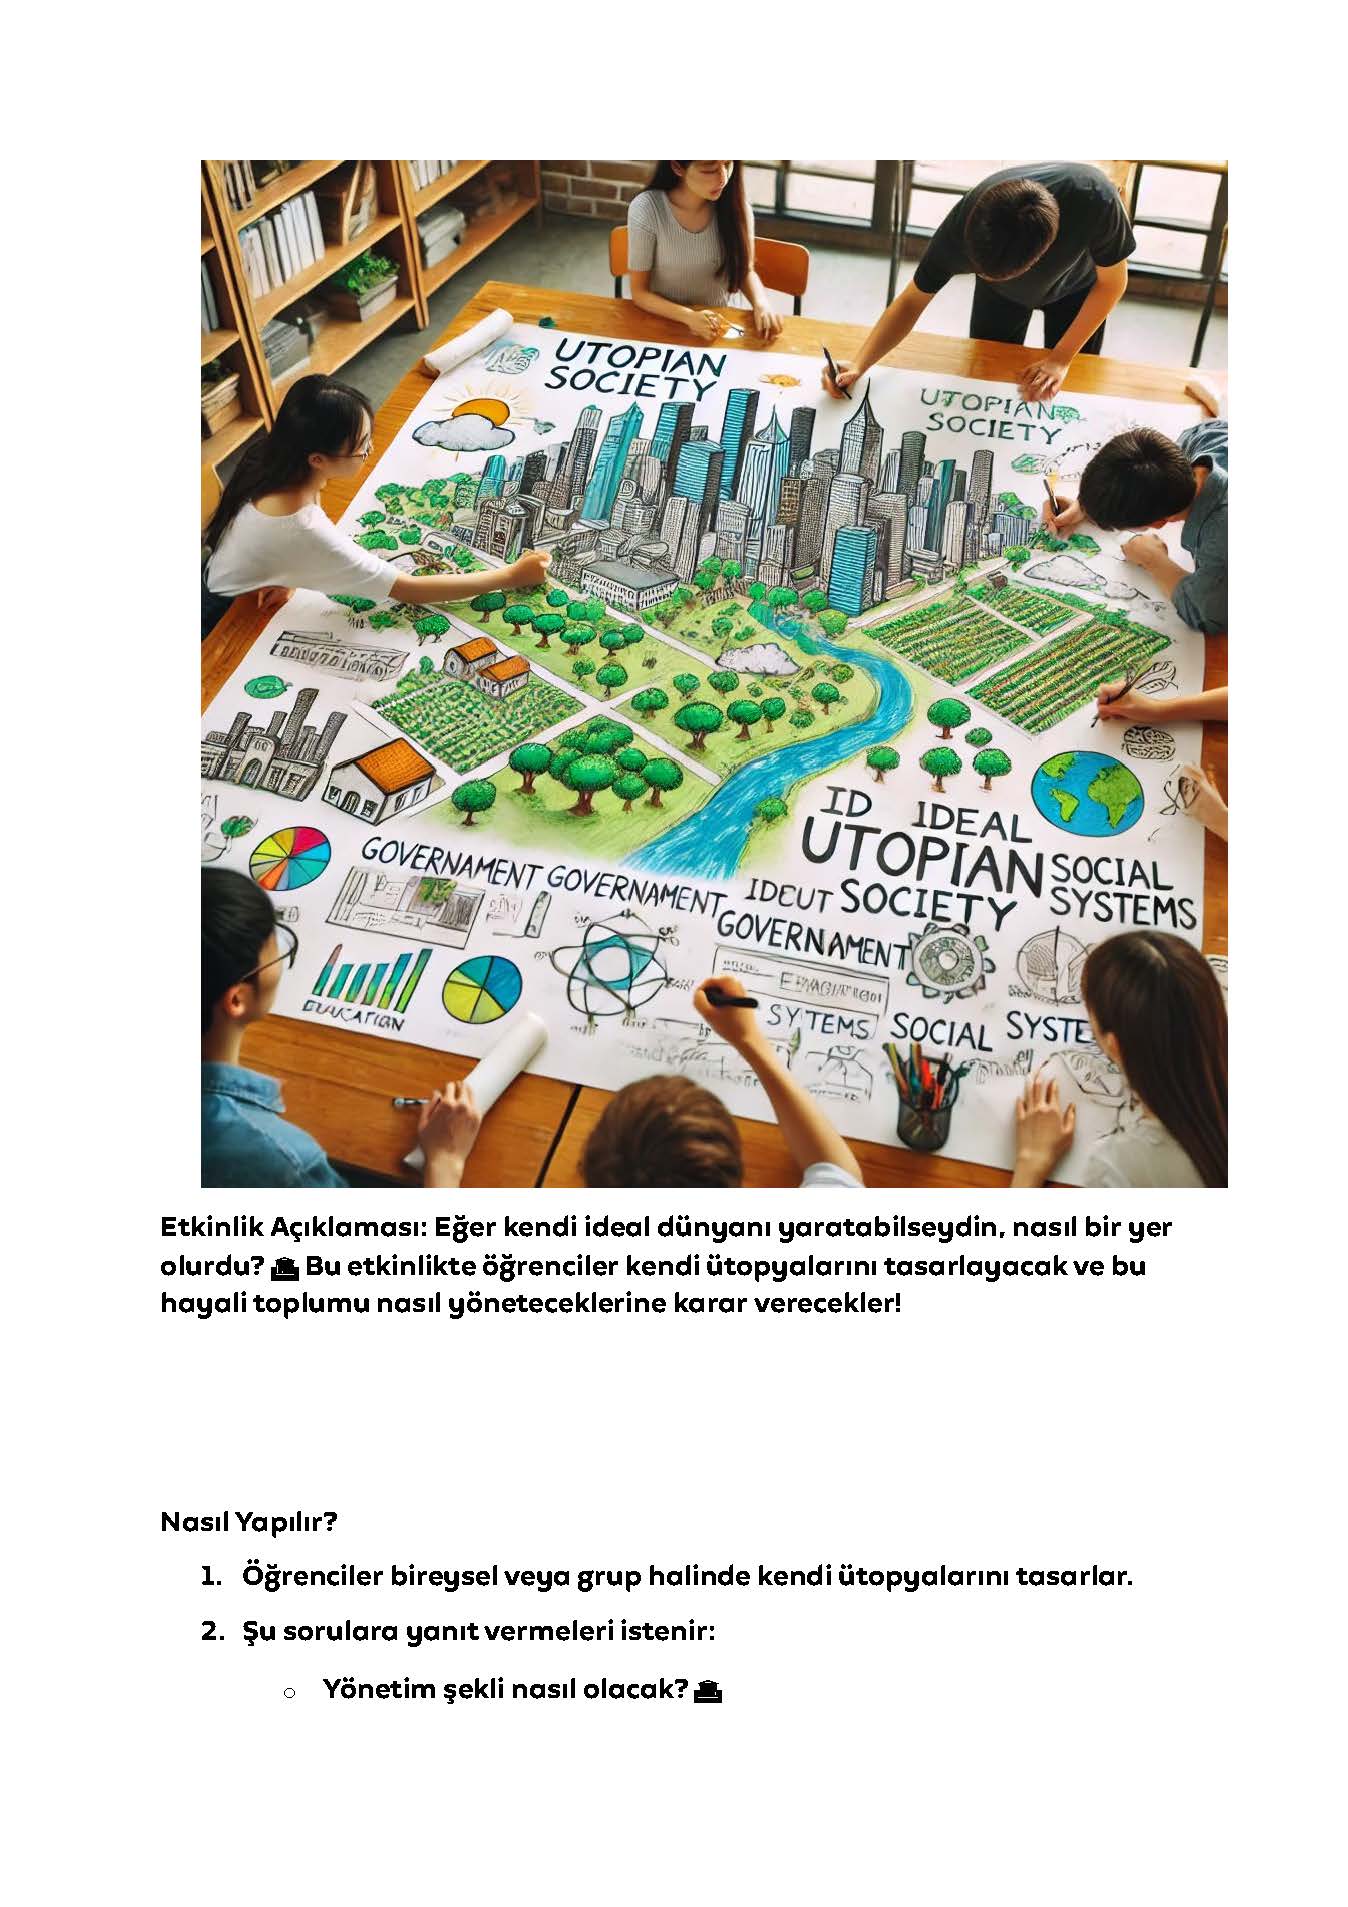 UTOPIAN
SOCIETY
UTOPIAN
SOCIETY
ID IDEAL
UTOPIAN SOCIAL
SOCIETY SYSTEMS
GOVERNAMENT GOVERNAMENT IDEUT
GOVERNAMENT
SYTEMS SOCIAL SYSTE
Etkinlik Açıklaması: Eğer kendi ideal dünyanı yaratabilseydin, nasıl bir yer
olurdu? 🏛 Bu etkinlikte öğrenciler kendi ütopyalarını tasarlayacak ve bu
hayali toplumu nasıl yöneteceklerine karar verecekler!
Nasıl Yapılır?
1. Öğrenciler bireysel veya grup halinde kendi ütopyalarını tasarlar.
2. Şu sorulara yanıt vermeleri istenir:
o Yönetim şekli nasıl olacak? 🏛